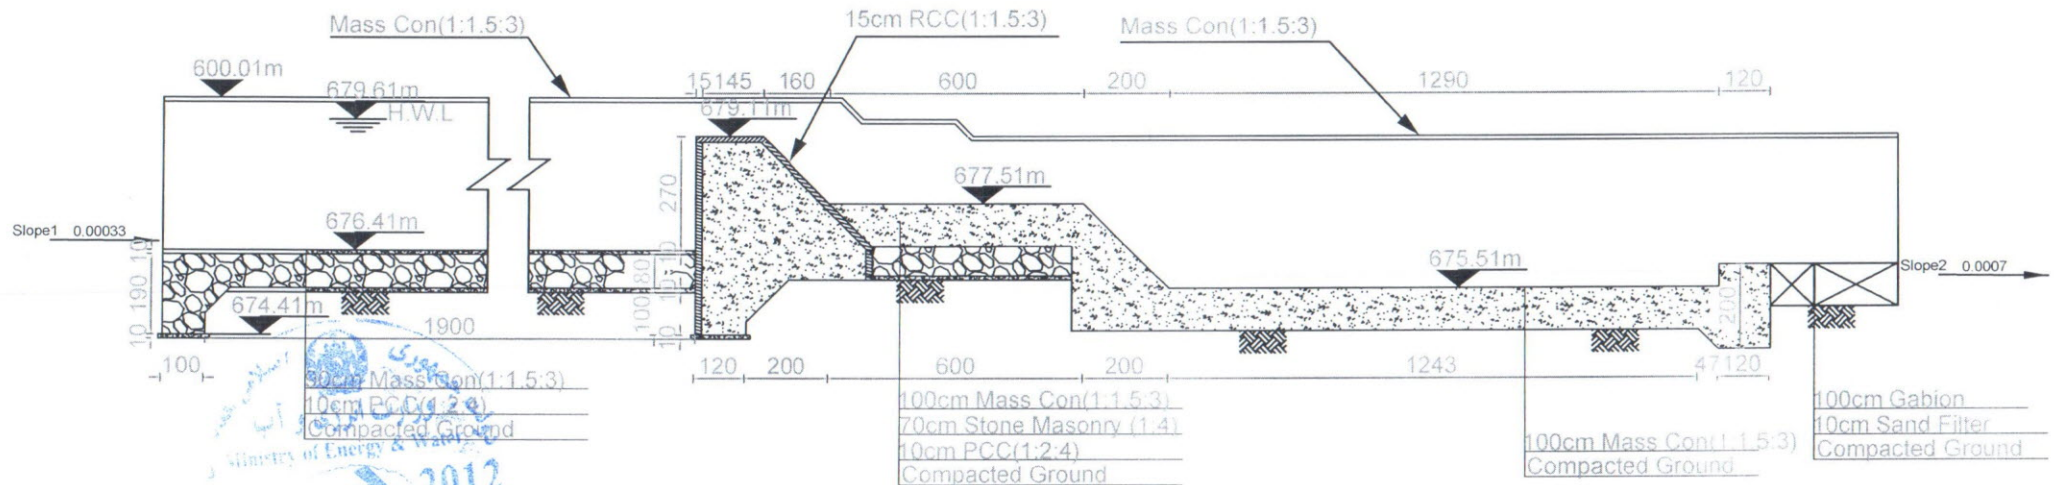 Mass Con(1:1.5:3)
15cm RCC(1:1.5:3)
Mass Con(1:1.5:3)
600.01m
679.61m
H.W.L
15 145 160 600 200 1290 120
679.11m
270
677.51m
676.41m
Slope1 0.00033
675.51m
Slope2 0.0007
10 190 10
674.41m
1900
10 10 80 10 100 10
200
100
120 200 600 200 1243 47 120
Mass Con(1:1.5:3)
10cm PCC(1:2:4)
Compacted Ground
100cm Mass Con(1:1.5:3)
70cm Stone Masonry (1:4)
10cm PCC(1:2:4)
Compacted Ground
100cm Mass Con(1:1.5:3)
Compacted Ground
100cm Gabion
10cm Sand Filter
Compacted Ground
Ministry of Energy & Water
2012